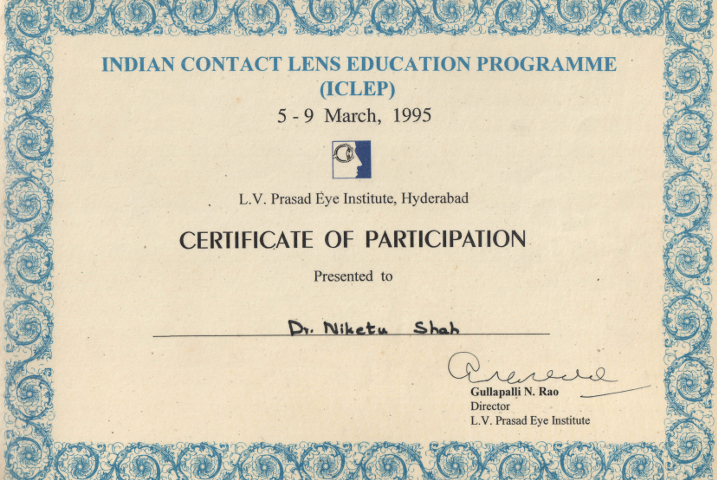 INDIAN CONTACT LENS EDUCATION PROGRAMME
(ICLEP)
5 - 9 March, 1995
L.V. Prasad Eye Institute, Hyderabad
CERTIFICATE OF PARTICIPATION
Presented to
Dr. Niketu Shah
Gullapalli N. Rao
Director
L.V. Prasad Eye Institute